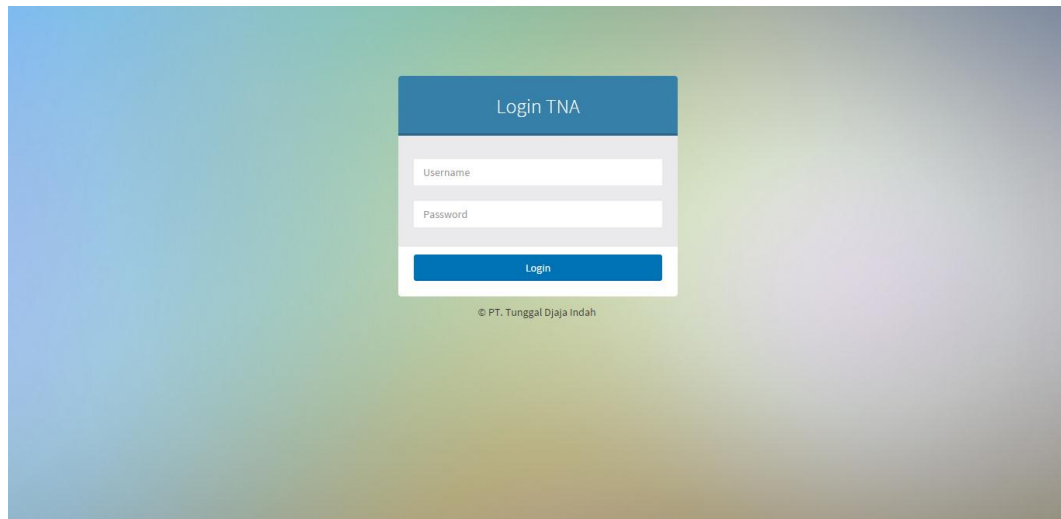 Login TNA
Username
Password
Login
© PT. Tunggal Djaja Indah